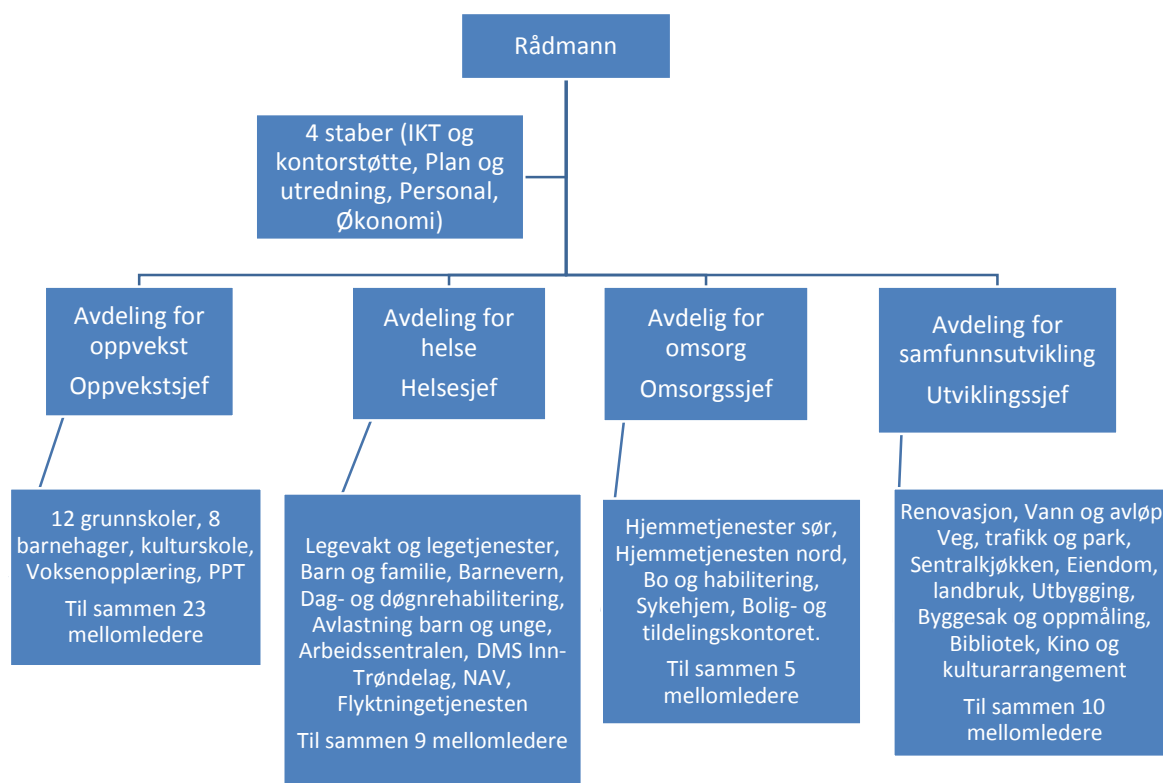 Rådmann
4 staber (IKT og
kontorstøtte, Plan og
utredning, Personal,
Økonomi)
Avdeling for
oppvekst
Oppvekstsjef
Avdeling for
helse
Helsesjef
Avdelig for
omsorg
Omsorgssjef
Avdeling for
samfunnsutvikling
Utviklingssjef
12 grunnskoler, 8
barnehager, kulturskole,
Voksenopplæring, PPT
Til sammen 23
mellomledere
Legevakt og legetjenester,
Barn og familie, Barnevern,
Dag- og døgnrehabilitering,
Avlastning barn og unge,
Arbeidssentralen, DMS Inn-
Trøndelag, NAV,
Flyktningetjenesten
Til sammen 9 mellomledere
Hjemmetjenester sør,
Hjemmetjenesten nord,
Bo og habilitering,
Sykehjem, Bolig- og
tildelingskontoret.
Til sammen 5
mellomledere
Renovasjon, Vann og avløp,
Veg, trafikk og park,
Sentralkjøkken, Eiendom,
landbruk, Utbygging,
Byggesak og oppmåling,
Bibliotek, Kino og
kulturarrangement
Til sammen 10
mellomledere